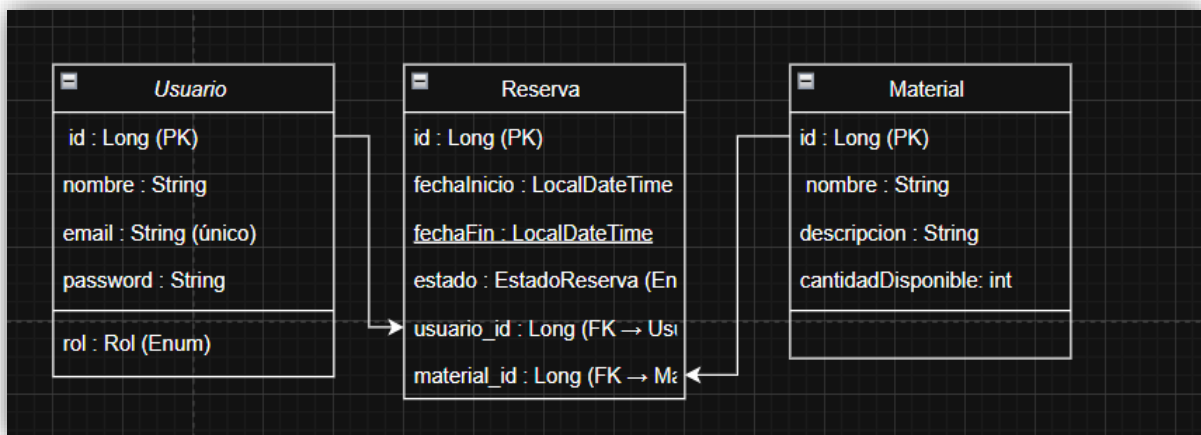 Usuario
id : Long (PK)
nombre : String
email : String (único)
password : String
rol : Rol (Enum)
Reserva
id : Long (PK)
fechaInicio : LocalDateTime
fechaFin : LocalDateTime
estado : EstadoReserva (En
usuario_id : Long (FK → Usu
material_id : Long (FK → Ma
Material
id : Long (PK)
nombre : String
descripcion : String
cantidadDisponible: int